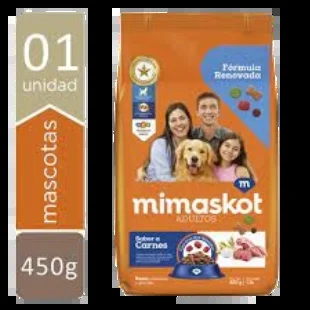 01
unidad
mascotas
450g
Fórmula
Renovada
m
mimaskot
ADULTOS
Sabor a
Carnes